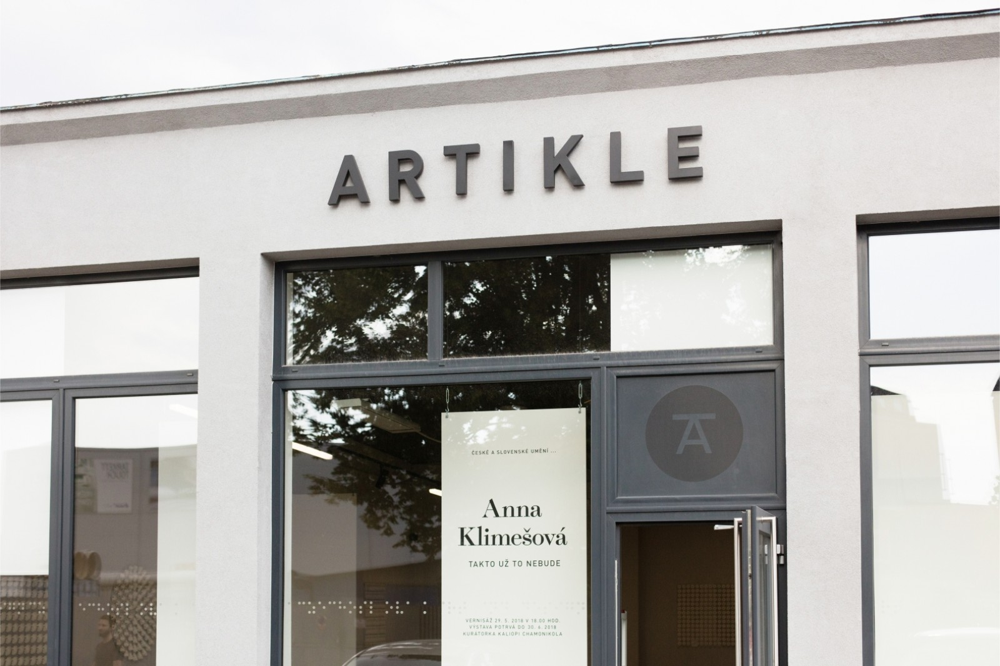 ARTIKLE
ČESKÉ A SLOVENSKÉ UMĚNÍ ...
Anna
Klimešová
TAKTO UŽ TO NEBUDE
VERNISÁŽ 29. 5. 2018 V 18.00 HOD.
VÝSTAVA POTRVÁ DO 30. 6. 2018
KURÁTORKA KALIOPI CHAMONIKOLA